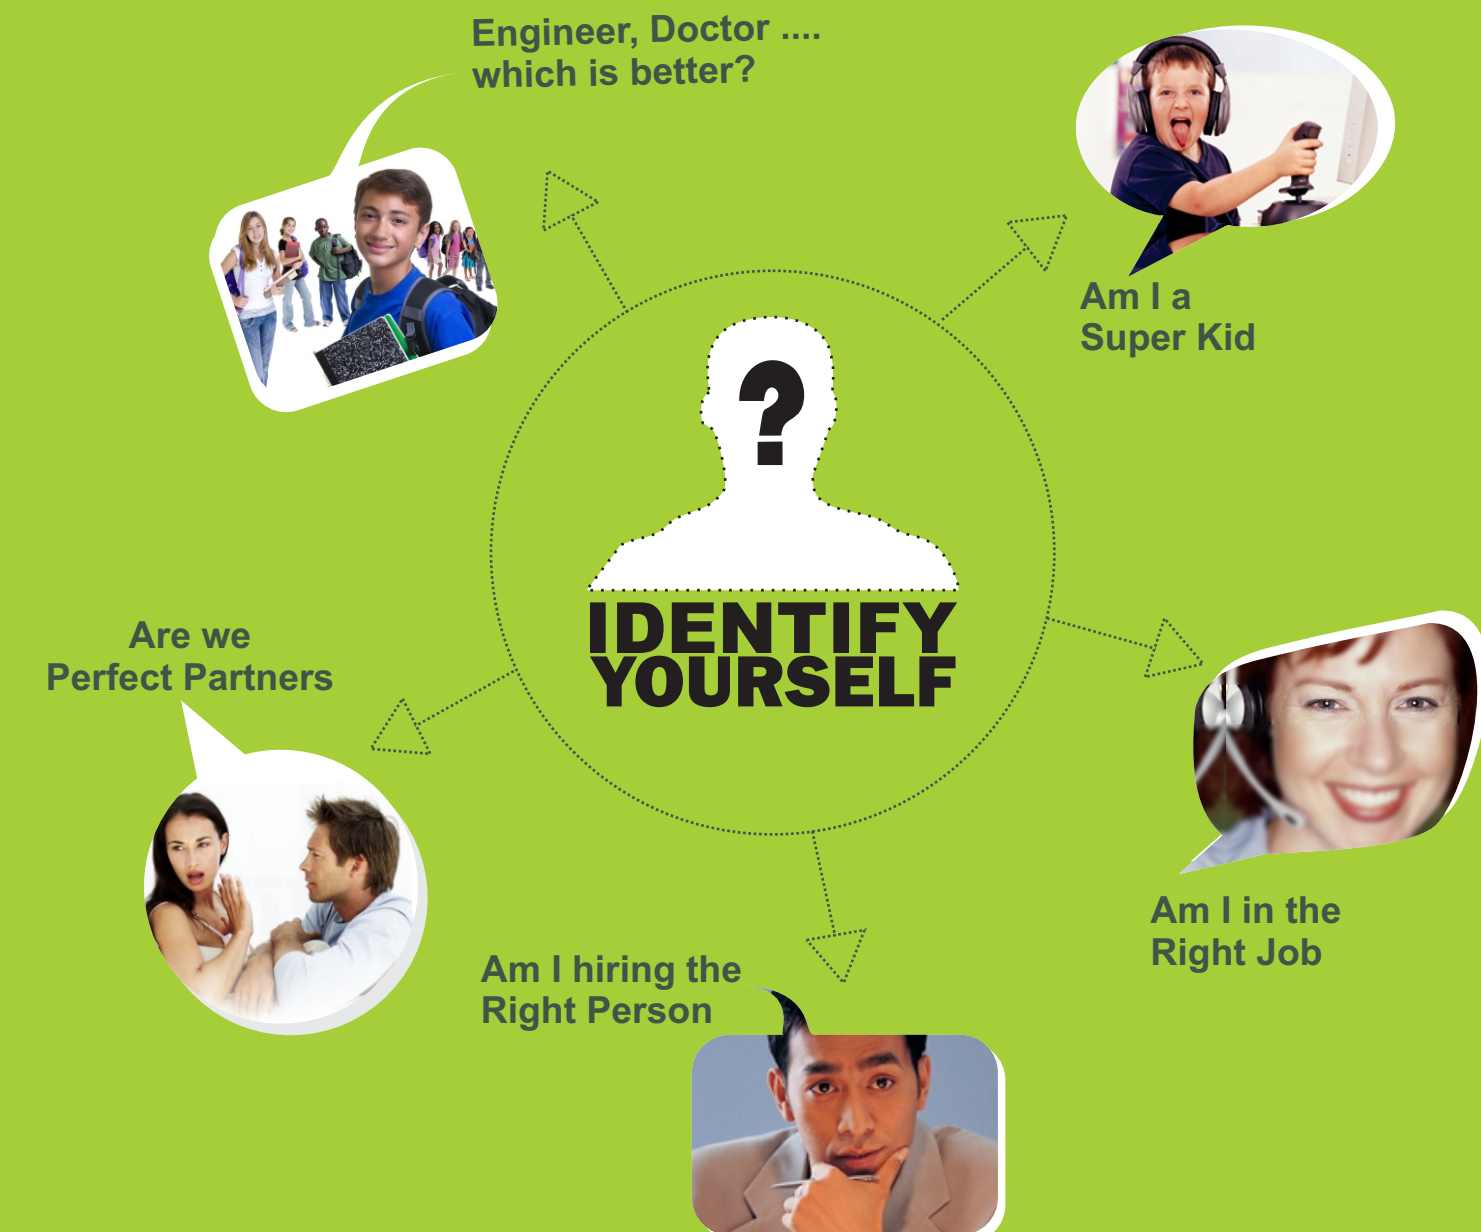 Engineer, Doctor ....
which is better?
Am I a
Super Kid
?
IDENTIFY
YOURSELF
Are we
Perfect Partners
Am I in the
Right Job
Am I hiring the
Right Person